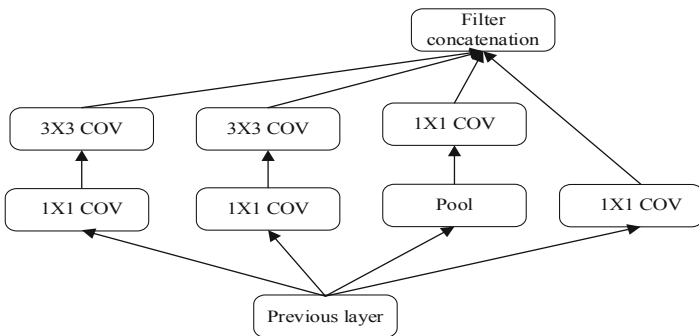 Filter
concatenation
3X3 COV
3X3 COV
1X1 COV
1X1 COV
1X1 COV
Pool
1X1 COV
Previous layer